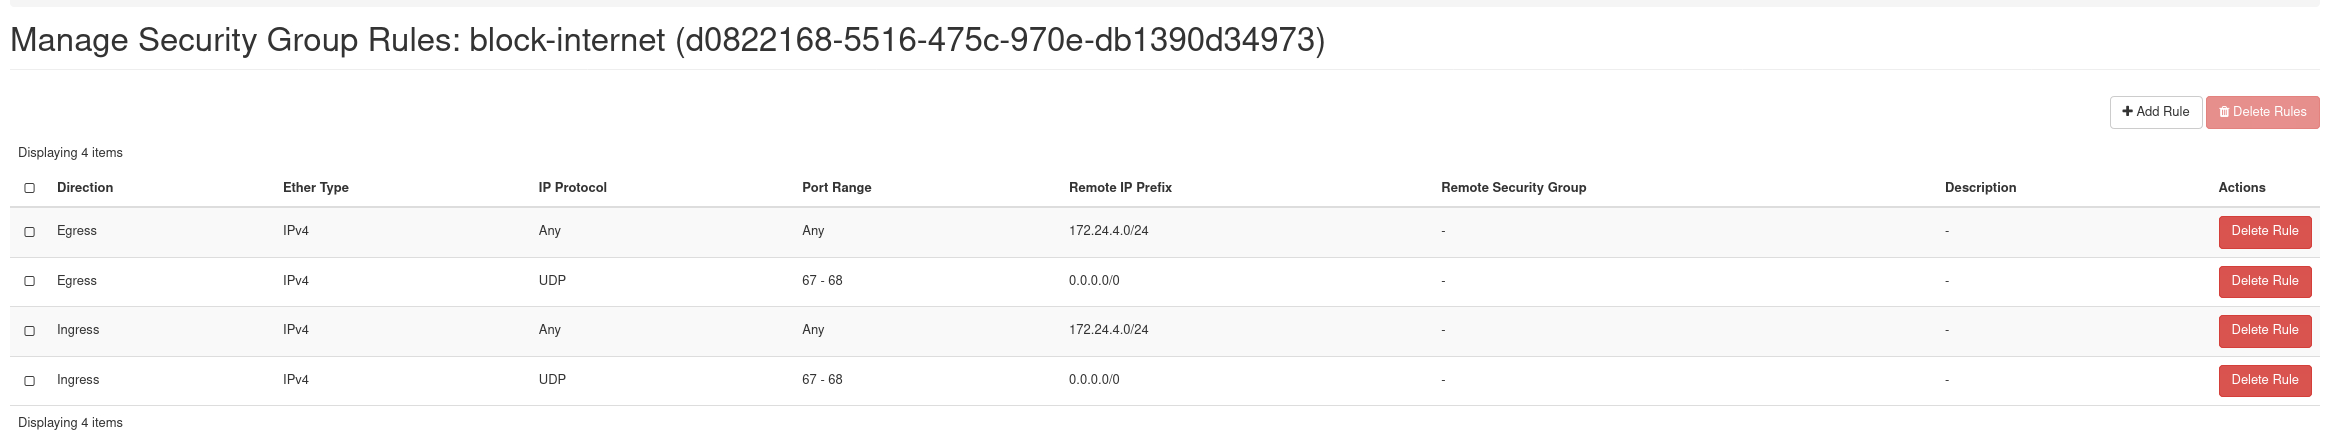 Manage Security Group Rules: block-internet (d0822168-5516-475c-970e-db1390d34973)
Add Rule Delete Rules
Displaying 4 items
Direction Ether Type IP Protocol Port Range Remote IP Prefix Remote Security Group Description Actions
Egress IPv4 Any Any 172.24.4.0/24 - - Delete Rule
Egress IPv4 UDP 67 - 68 0.0.0.0/0 - - Delete Rule
Ingress IPv4 Any Any 172.24.4.0/24 - - Delete Rule
Ingress IPv4 UDP 67 - 68 0.0.0.0/0 - - Delete Rule
Displaying 4 items